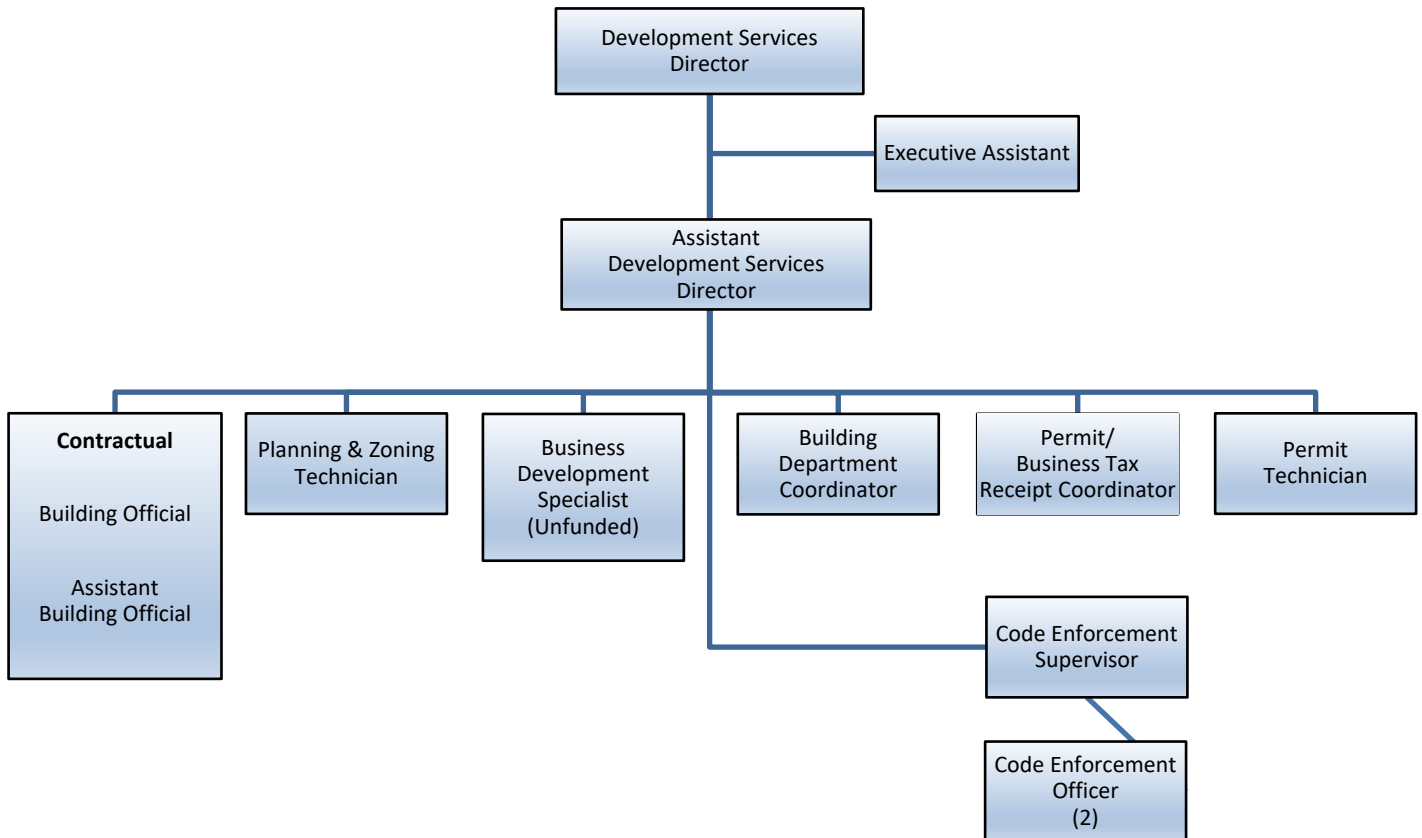 Development Services
Director
Executive Assistant
Assistant
Development Services
Director
Contractual
Building Official
Assistant
Building Official
Planning & Zoning
Technician
Business
Development
Specialist
(Unfunded)
Building
Department
Coordinator
Permit/
Business Tax
Receipt Coordinator
Permit
Technician
Code Enforcement
Supervisor
Code Enforcement
Officer
(2)